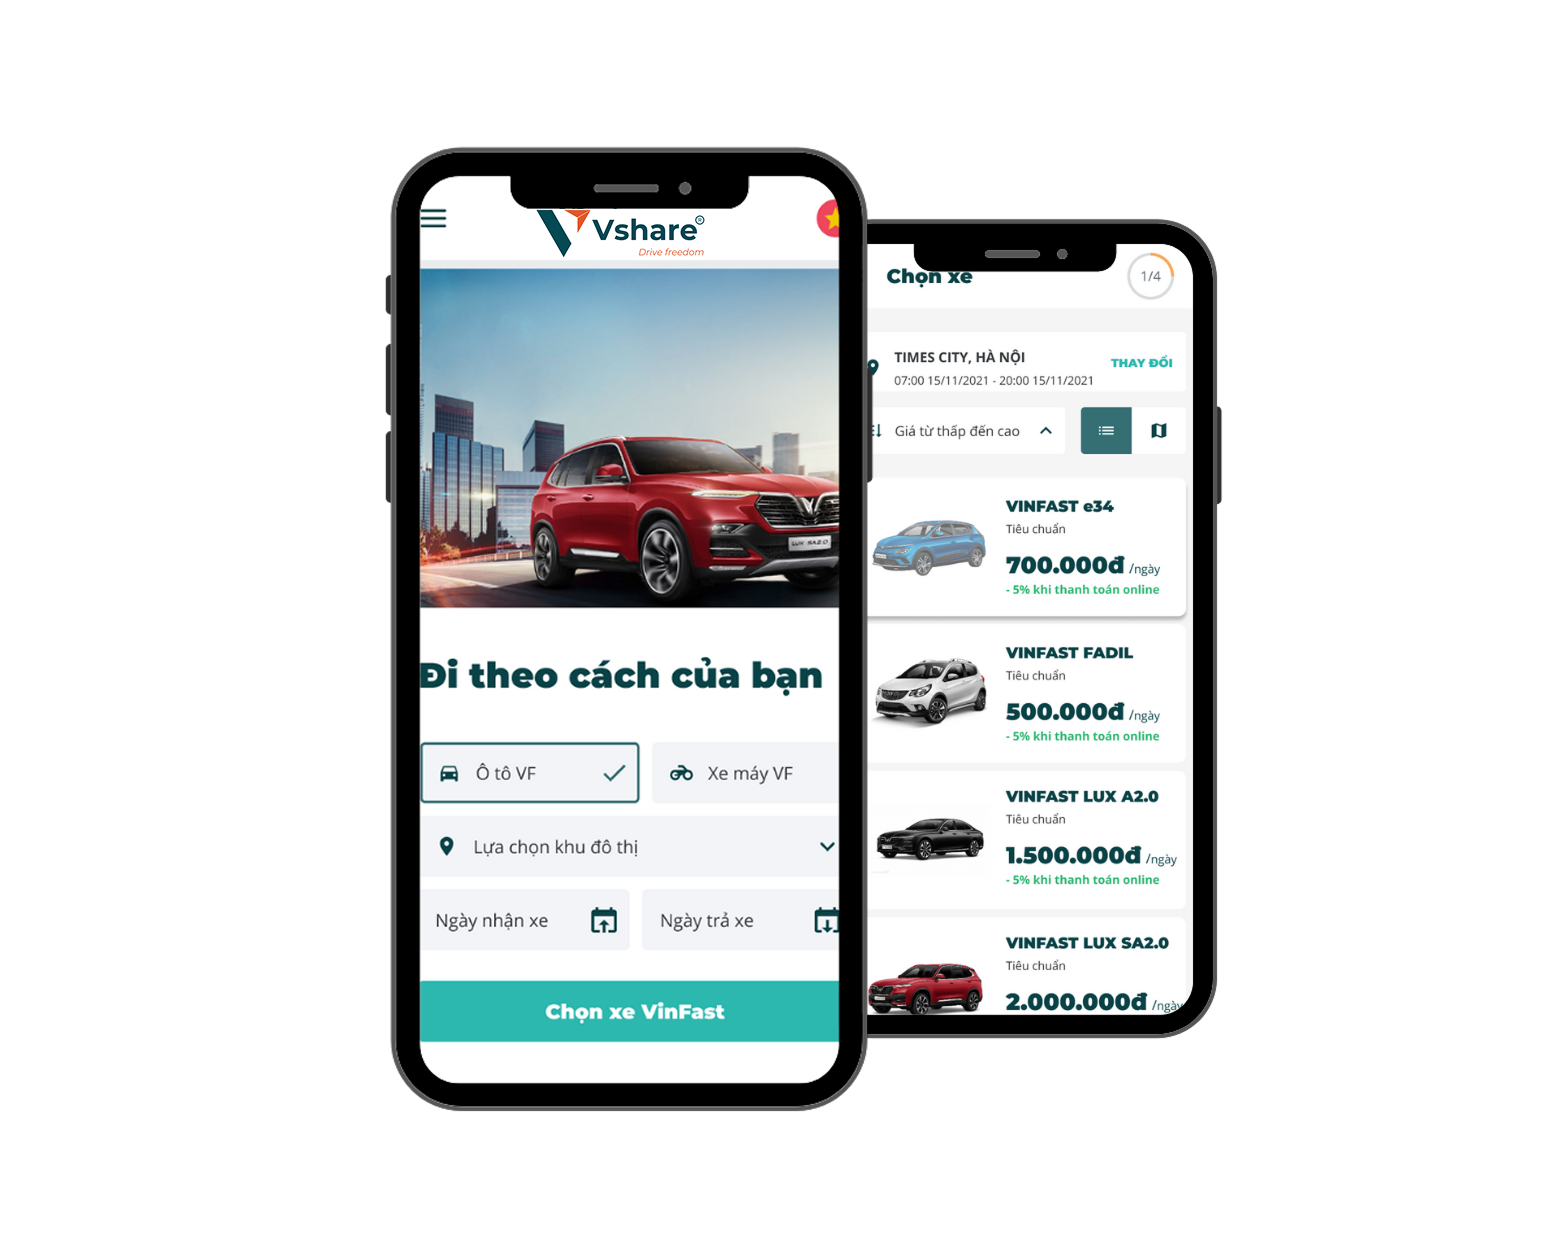 Vshare®
Drive freedom
LUX SA2.0
Đi theo cách của bạn
Ô tô VF
Xe máy VF
Lựa chọn khu đô thị
Ngày nhận xe
Ngày trả xe
Chọn xe VinFast
Chọn xe
1/4
TIMES CITY, HÀ NỘI
THAY ĐỔI
07:00 15/11/2021 - 20:00 15/11/2021
Giá từ thấp đến cao
VINFAST e34
Tiêu chuẩn
700.000đ /ngày
- 5% khi thanh toán online
VINFAST FADIL
Tiêu chuẩn
500.000đ /ngày
- 5% khi thanh toán online
VINFAST LUX A2.0
Tiêu chuẩn
1.500.000đ /ngày
- 5% khi thanh toán online
VINFAST LUX SA2.0
Tiêu chuẩn
2.000.000đ /ngày